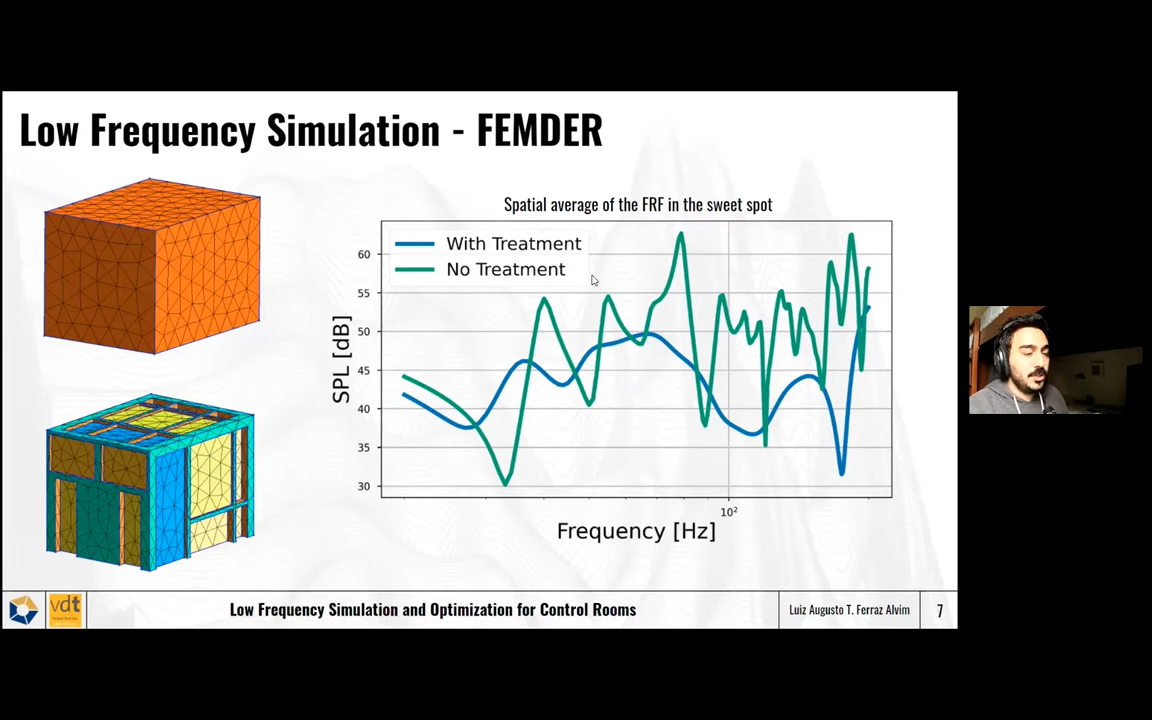 Low Frequency Simulation - FEMDER
Spatial average of the FRF in the sweet spot
With Treatment
No Treatment
60
55
50
45
40
35
30
SPL [dB]
10²
Frequency [Hz]
vdt
Low Frequency Simulation and Optimization for Control Rooms
Luiz Augusto T. Ferraz Alvim
7